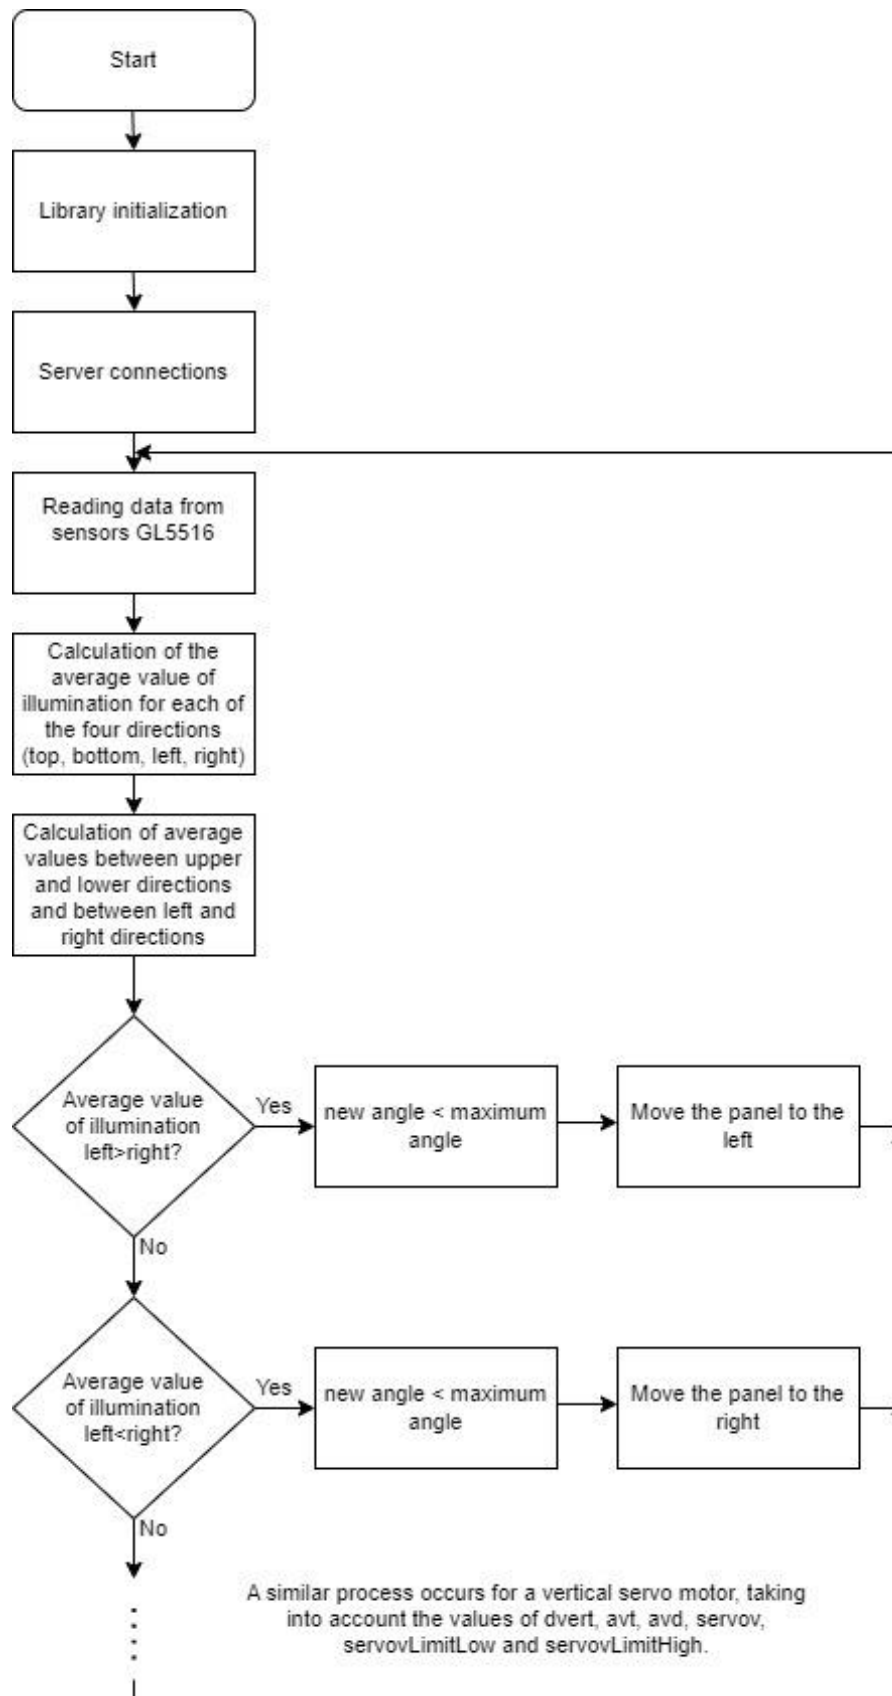 Start
Library initialization
Server connections
Reading data from
sensors GL5516
Calculation of the
average value of
illumination for each of
the four directions
(top, bottom, left, right)
Calculation of average
values between upper
and lower directions
and between left and
right directions
Average value
of illumination
left>right?
Yes
new angle < maximum
angle
Move the panel to the
left
No
Average value
of illumination
left<right?
Yes
new angle < maximum
angle
Move the panel to the
right
No
A similar process occurs for a vertical servo motor, taking
into account the values of dvert, avt, avd, servov,
servovLimitLow and servovLimitHigh.